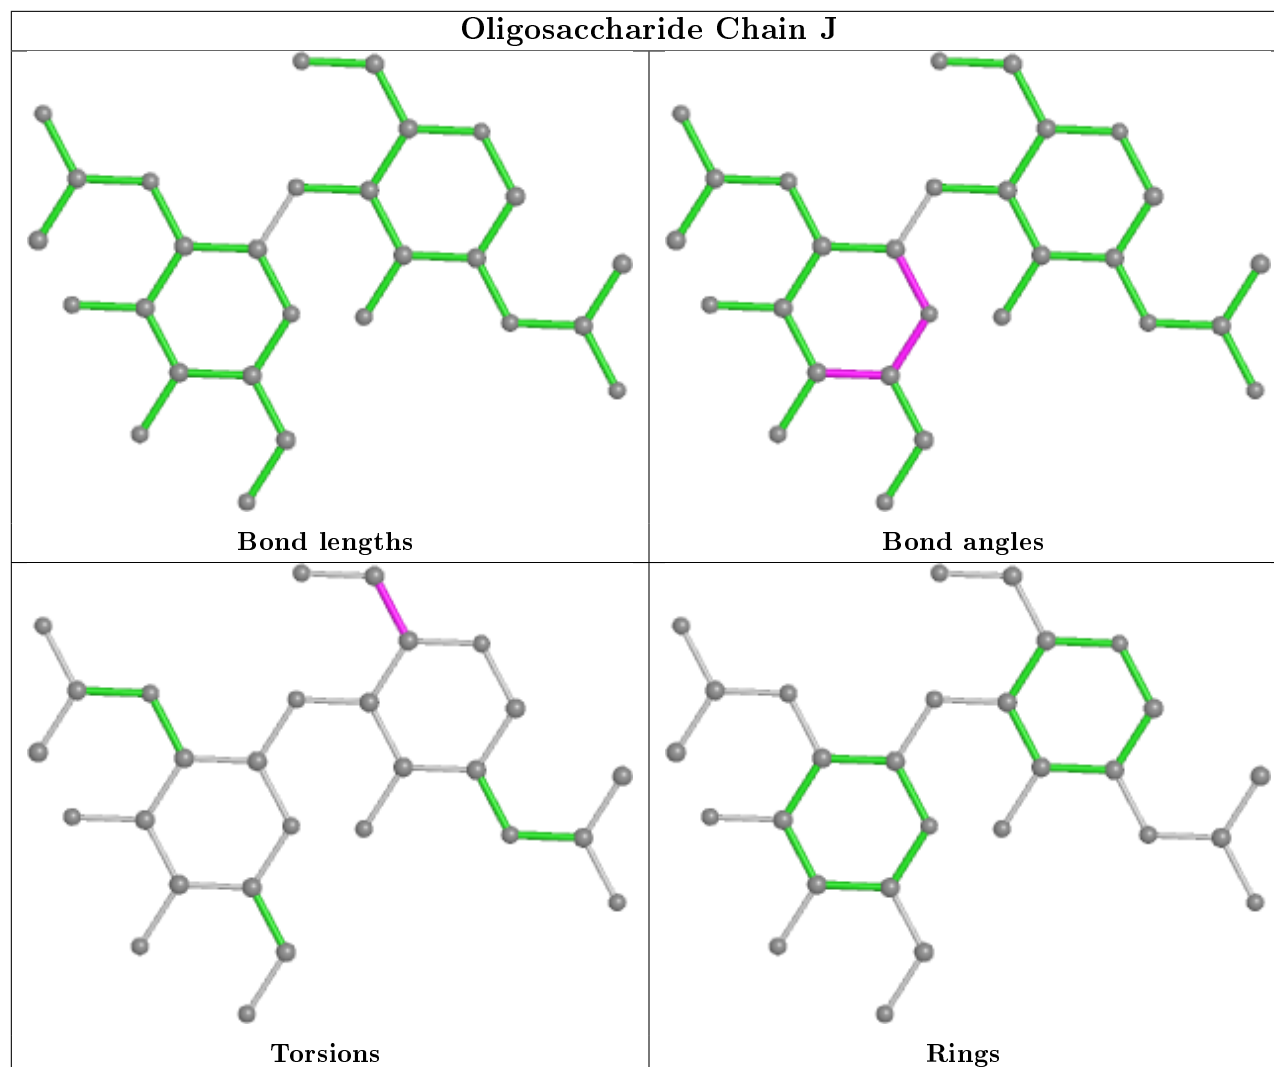 Oligosaccharide Chain J
Bond lengths
Bond angles
Torsions
Rings